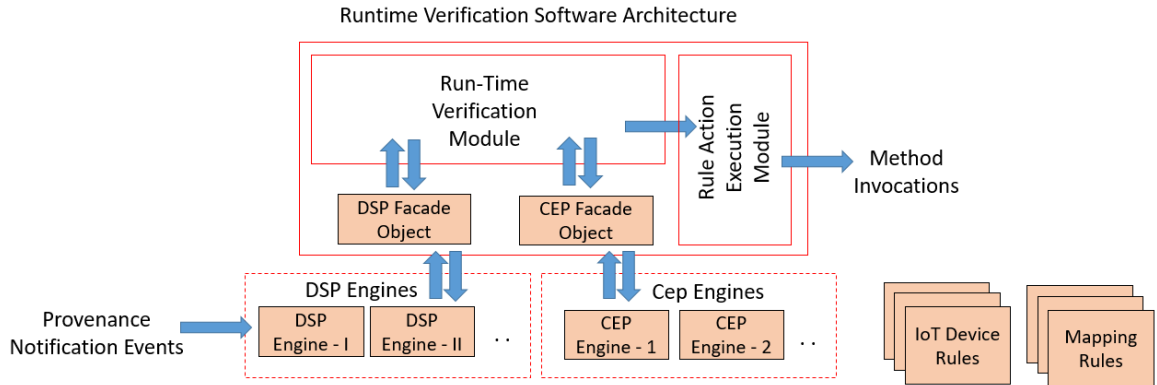 Runtime Verification Software Architecture
Run-Time
Verification
Module
Rule Action
Execution
Module
Method
Invocations
DSP Facade
Object
CEP Facade
Object
DSP Engines
Cep Engines
Provenance
Notification Events
DSP
Engine - I
DSP
Engine - II
. .
CEP
Engine - 1
CEP
Engine - 2
. .
IoT Device
Rules
Mapping
Rules